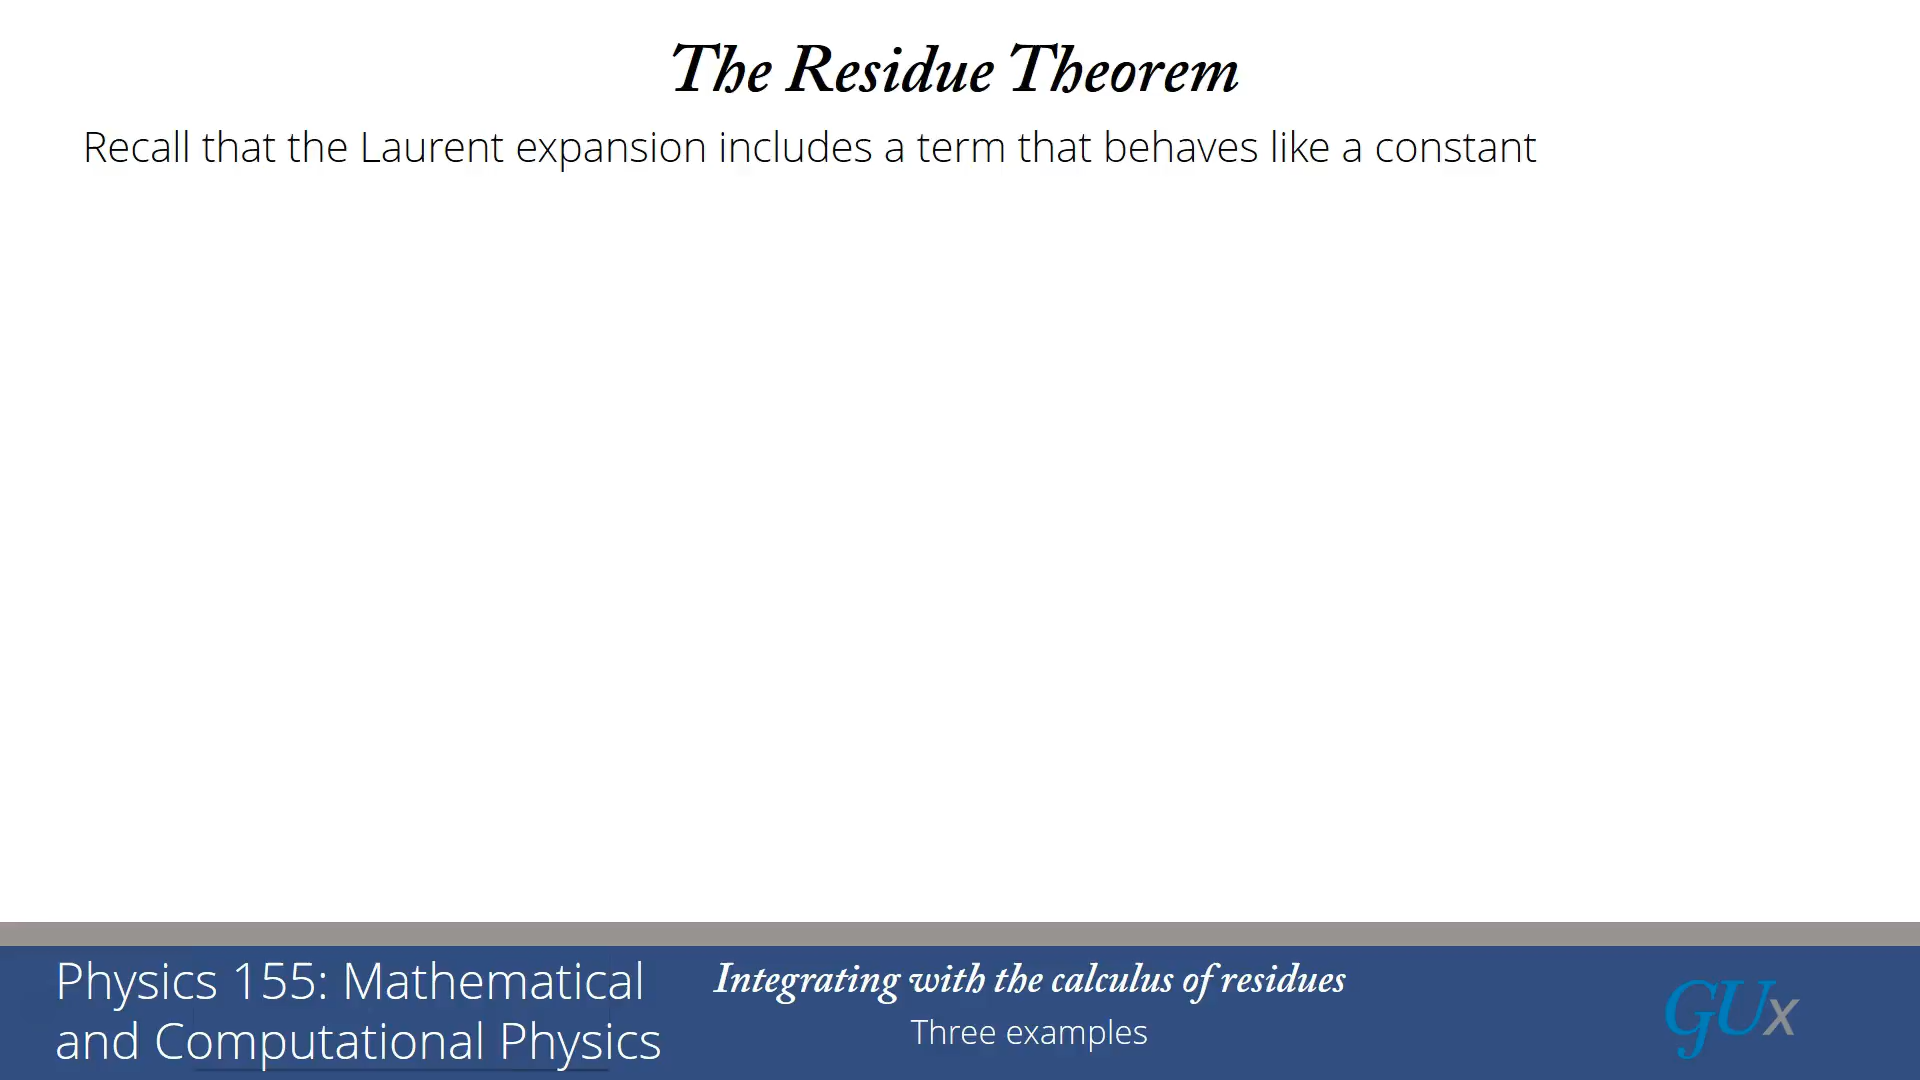 The Residue Theorem
Recall that the Laurent expansion includes a term that behaves like a constant
Physics 155: Mathematical
and Computational Physics
Integrating with the calculus of residues
Three examples
GUx